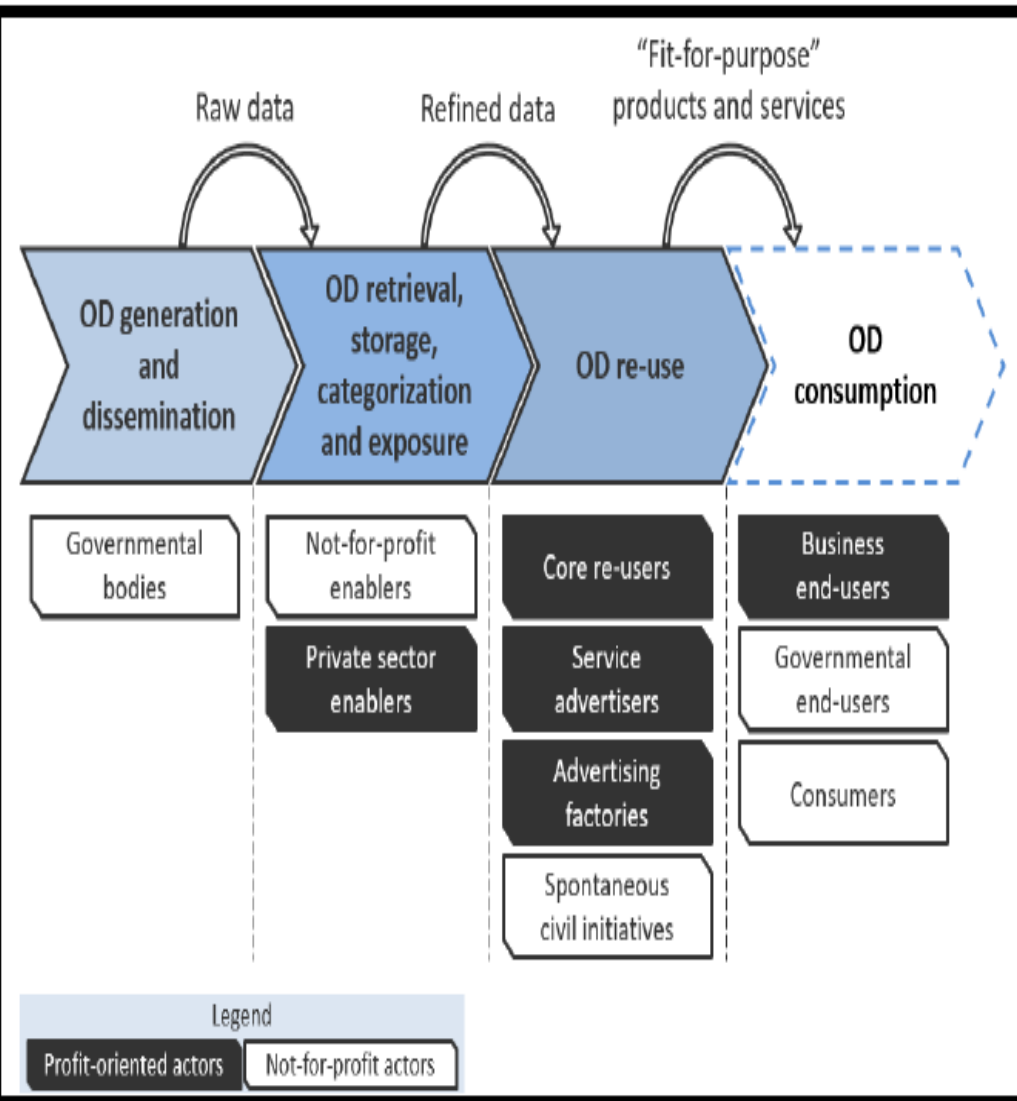 “Fit-for-purpose”
products and services
Raw data
Refined data
OD generation
and
dissemination
OD retrieval,
storage,
categorization
and exposure
OD re-use
OD
consumption
Governmental
bodies
Not-for-profit
enablers
Private sector
enablers
Core re-users
Service
advertisers
Advertising
factories
Spontaneous
civil initiatives
Business
end-users
Governmental
end-users
Consumers
Legend
Profit-oriented actors
Not-for-profit actors